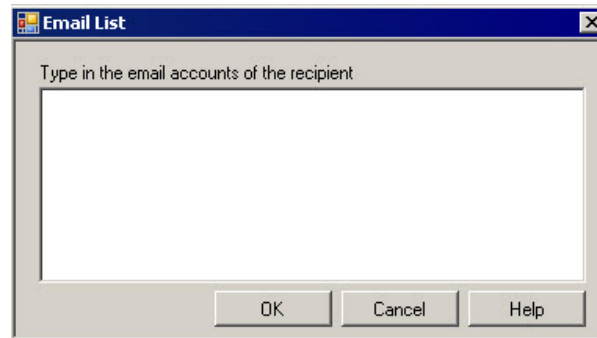 Email List
Type in the email accounts of the recipient
OK Cancel Help